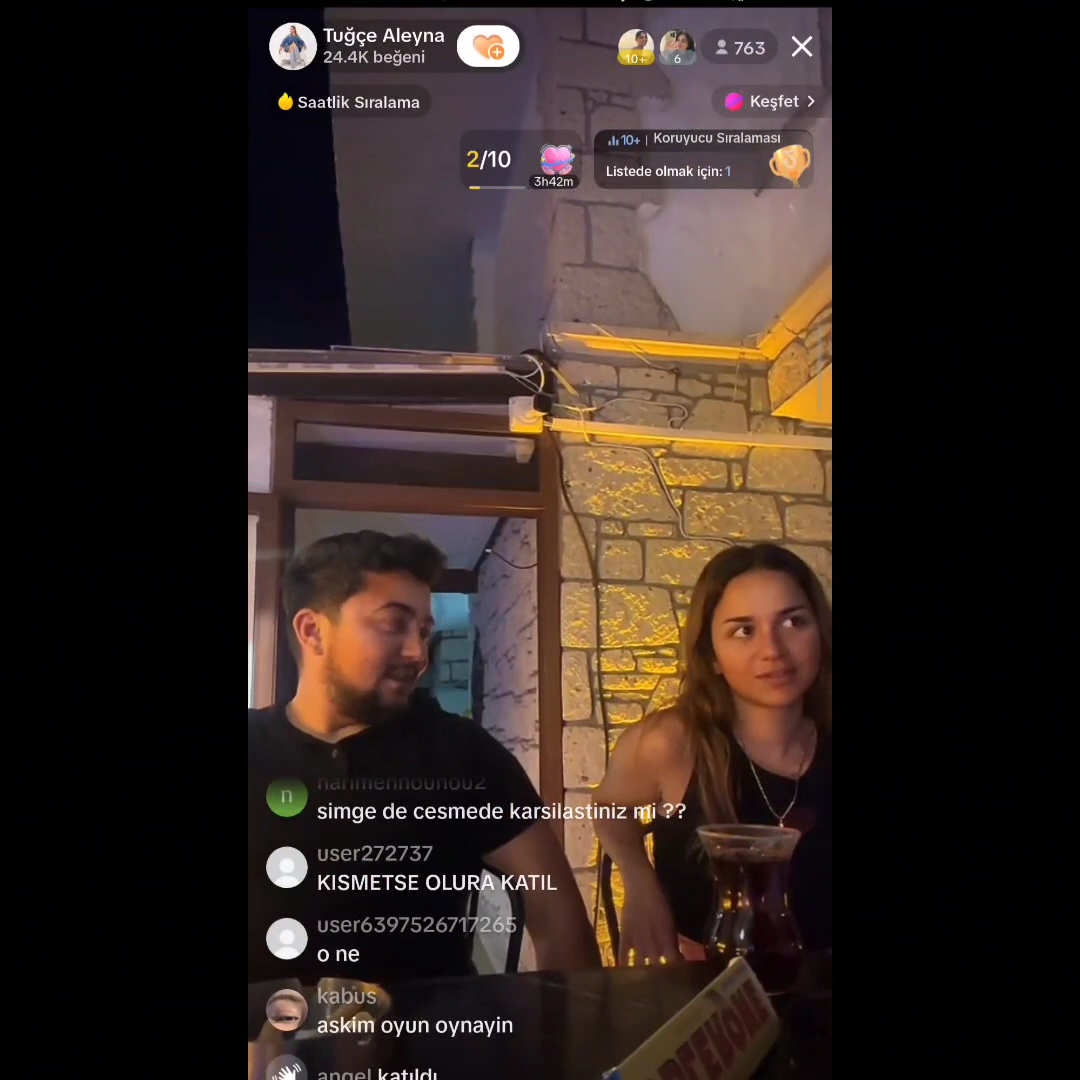 Tuğçe Aleyna
24.4K beğeni
10+
6
763
Saatlik Sıralama
Keşfet
2/10
3h42m
10+ | Koruyucu Sıralaması
Listede olmak için: 1
3
n
simge de cesmede karsilastiniz mi ??
user272737
KISMETSE OLURA KATIL
user6397526717265
o ne
kabus
askim oyun oynayin
angel katıldı